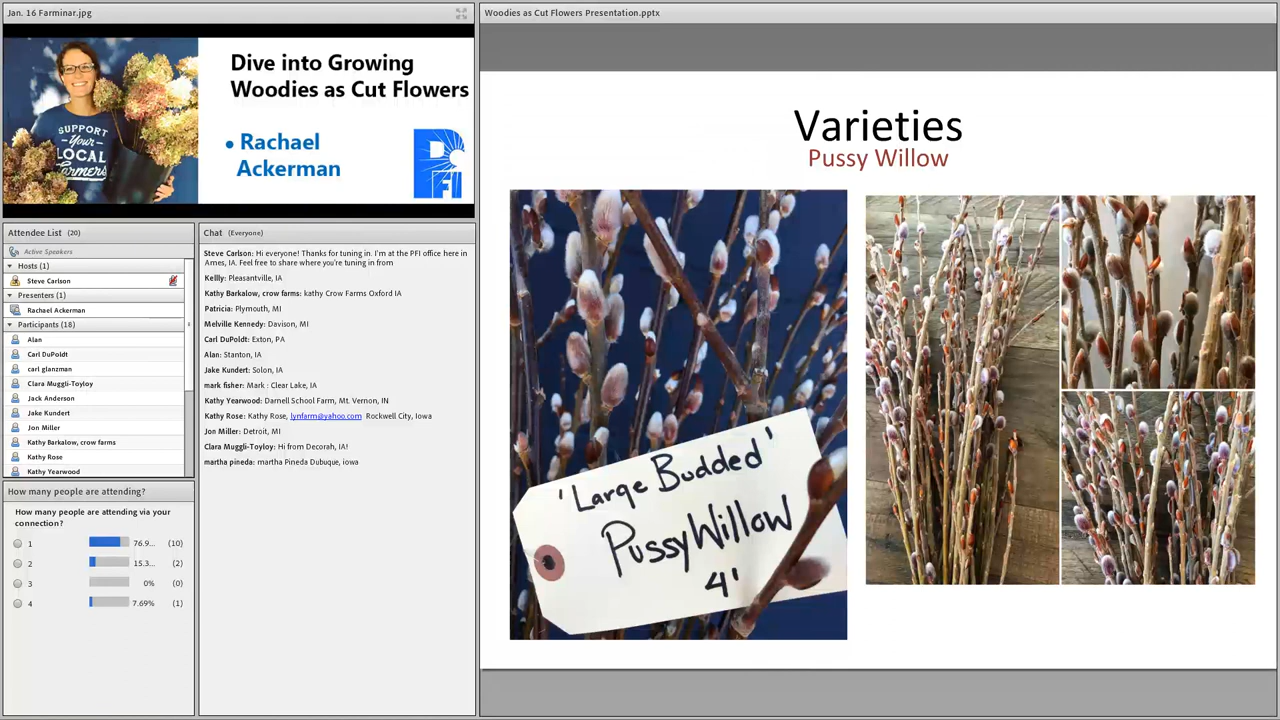 Jan. 16 Farminar.jpg
Dive into Growing
Woodies as Cut Flowers
• Rachael
Ackerman
SUPPORT
Your
LOCAL
farmers
PFI
Attendee List (20)
Active Speakers
Hosts (1)
Steve Carlson
Presenters (1)
Rachael Ackerman
Participants (18)
Alan
Carl DuPoldt
carl glanzman
Clara Muggli-Toyloy
Jack Anderson
Jake Kundert
Jon Miller
Kathy Barkalow, crow farms
Kathy Rose
Kathy Yearwood
How many people are attending?
How many people are attending via your
connection?
1 76.9... (10)
2 15.3... (2)
3 0% (0)
4 7.69% (1)
Chat (Everyone)
Steve Carlson: Hi everyone! Thanks for tuning in. I'm at the PFI office here in
Ames, IA. Feel free to share where you're tuning in from
Kellly: Pleasantville, IA
Kathy Barkalow, crow farms: kathy Crow Farms Oxford IA
Patricia: Plymouth, MI
Melville Kennedy: Davison, MI
Carl DuPoldt: Exton, PA
Alan: Stanton, IA
Jake Kundert: Solon, IA
mark fisher: Mark : Clear Lake, IA
Kathy Yearwood: Darnell School Farm, Mt. Vernon, IN
Kathy Rose: Kathy Rose, lynfarm@yahoo.com Rockwell City, Iowa
Jon Miller: Detroit, MI
Clara Muggli-Toyloy: Hi from Decorah, IA!
martha pineda: martha Pineda Dubuque, iowa
Woodies as Cut Flowers Presentation.pptx
Varieties
Pussy Willow
'Large Budded'
PussyWillow
4'